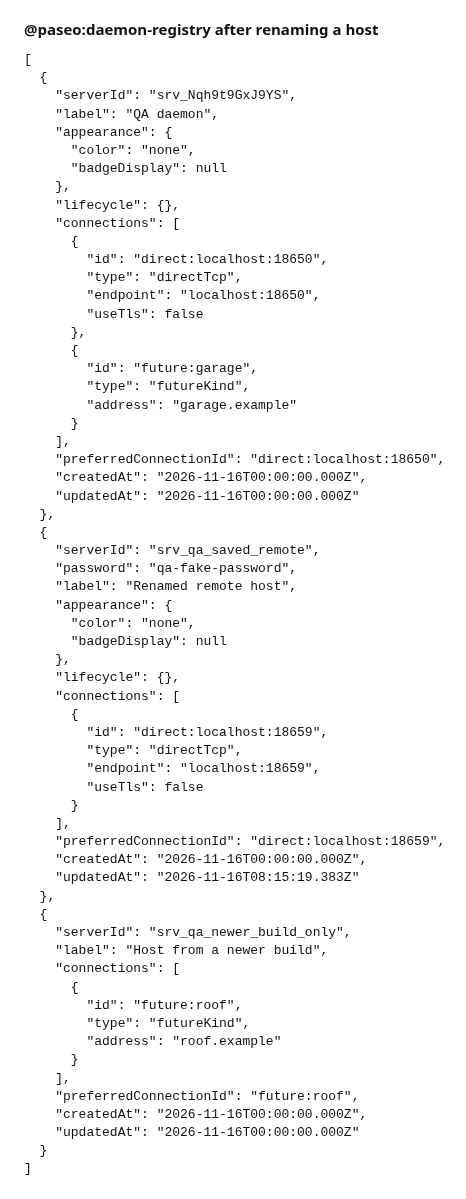 @paseo:daemon-registry after renaming a host
[
  {
    "serverId": "srv_Nqh9t9GxJ9YS",
    "label": "QA daemon",
    "appearance": {
      "color": "none",
      "badgeDisplay": null
    },
    "lifecycle": {},
    "connections": [
      {
        "id": "direct:localhost:18650",
        "type": "directTcp",
        "endpoint": "localhost:18650",
        "useTls": false
      },
      {
        "id": "future:garage",
        "type": "futureKind",
        "address": "garage.example"
      }
    ],
    "preferredConnectionId": "direct:localhost:18650",
    "createdAt": "2026-11-16T00:00:00.000Z",
    "updatedAt": "2026-11-16T00:00:00.000Z"
  },
  {
    "serverId": "srv_qa_saved_remote",
    "password": "qa-fake-password",
    "label": "Renamed remote host",
    "appearance": {
      "color": "none",
      "badgeDisplay": null
    },
    "lifecycle": {},
    "connections": [
      {
        "id": "direct:localhost:18659",
        "type": "directTcp",
        "endpoint": "localhost:18659",
        "useTls": false
      }
    ],
    "preferredConnectionId": "direct:localhost:18659",
    "createdAt": "2026-11-16T00:00:00.000Z",
    "updatedAt": "2026-11-16T08:15:19.383Z"
  },
  {
    "serverId": "srv_qa_newer_build_only",
    "label": "Host from a newer build",
    "connections": [
      {
        "id": "future:roof",
        "type": "futureKind",
        "address": "roof.example"
      }
    ],
    "preferredConnectionId": "future:roof",
    "createdAt": "2026-11-16T00:00:00.000Z",
    "updatedAt": "2026-11-16T00:00:00.000Z"
  }
]